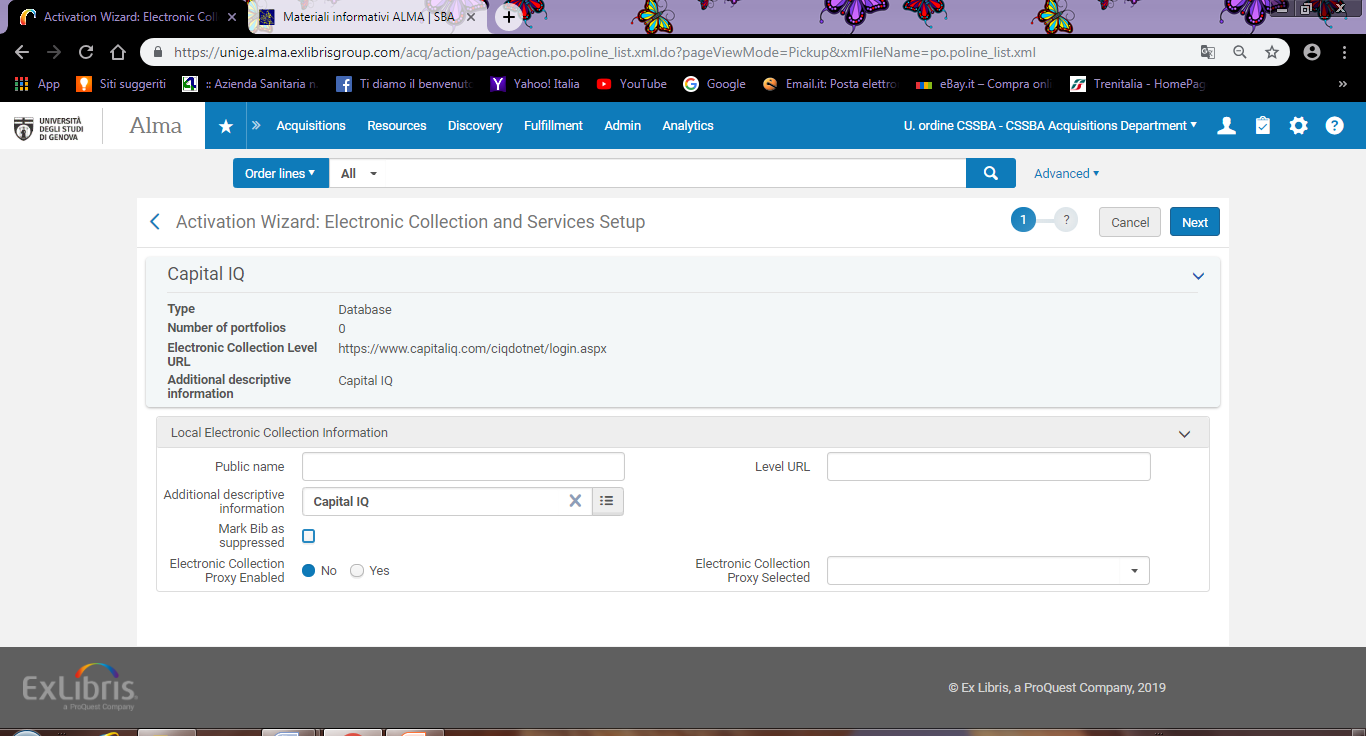 Activation Wizard: Electronic Coll
Materiali informativi ALMA | SBA
https://unige.alma.exlibrisgroup.com/acq/action/pageAction.po.poline_list.xml.do?pageViewMode=Pickup&xmlFileName=po.poline_list.xml
App Siti suggeriti :: Azienda Sanitaria n. Ti diamo il benvenuto Yahoo! Italia YouTube Google Email.it: Posta elettro eBay.it – Compra onli Trenitalia - HomePag »
UNIVERSITÀ
DEGLI STUDI
DI GENOVA
Alma
Acquisitions Resources Discovery Fulfillment Admin Analytics U. ordine CSSBA - CSSBA Acquisitions Department
Order lines All Advanced
Activation Wizard: Electronic Collection and Services Setup 1 ? Cancel Next
Capital IQ
Type Database
Number of portfolios 0
Electronic Collection Level
URL
https://www.capitaliq.com/ciqdotnet/login.aspx
Additional descriptive
information
Capital IQ
Local Electronic Collection Information
Public name Level URL
Additional descriptive
information
Capital IQ
Mark Bib as
suppressed
Electronic Collection
Proxy Enabled
No Yes
Electronic Collection
Proxy Selected
ExLibris
a ProQuest Company
© Ex Libris, a ProQuest Company, 2019